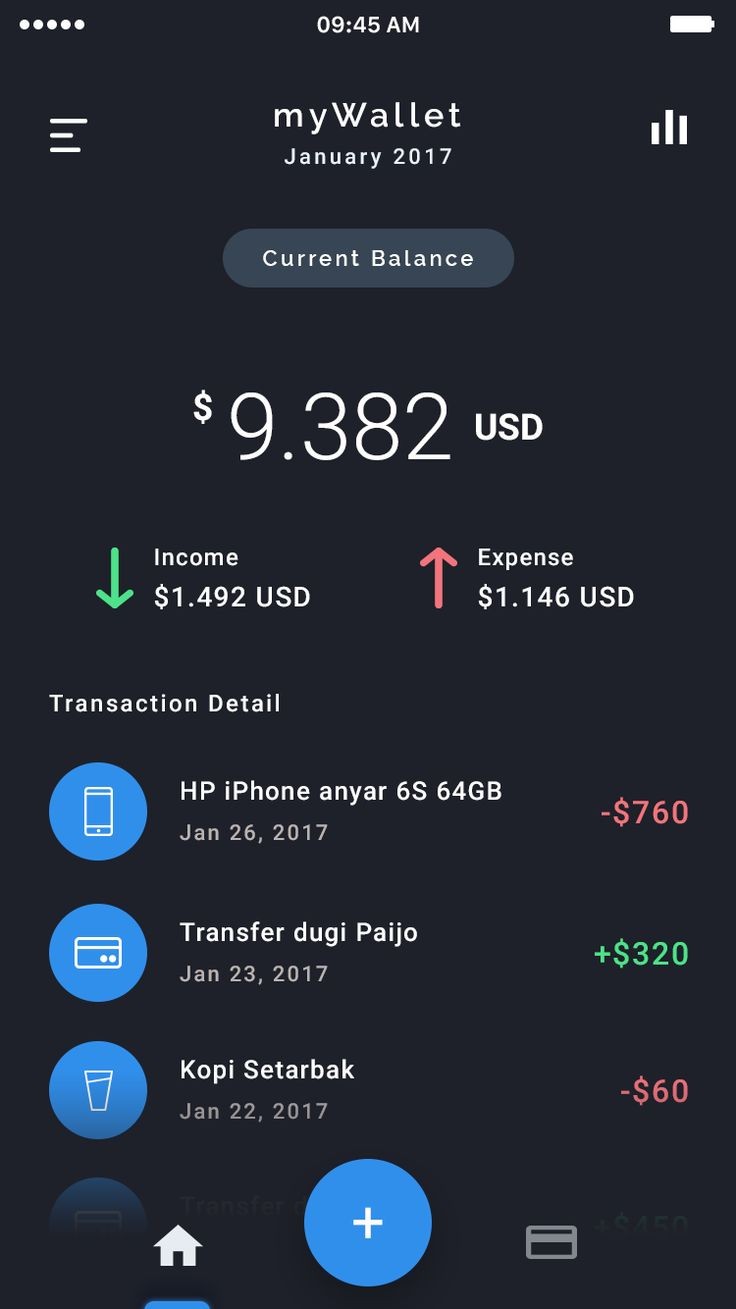 09:45 AM
myWallet
January 2017
Current Balance
$ 9.382 USD
Income
$1.492 USD
Expense
$1.146 USD
Transaction Detail
HP iPhone anyar 6S 64GB
Jan 26, 2017
-$760
Transfer dugi Paijo
Jan 23, 2017
+$320
Kopi Setarbak
Jan 22, 2017
-$60
Transfer
+$450
+